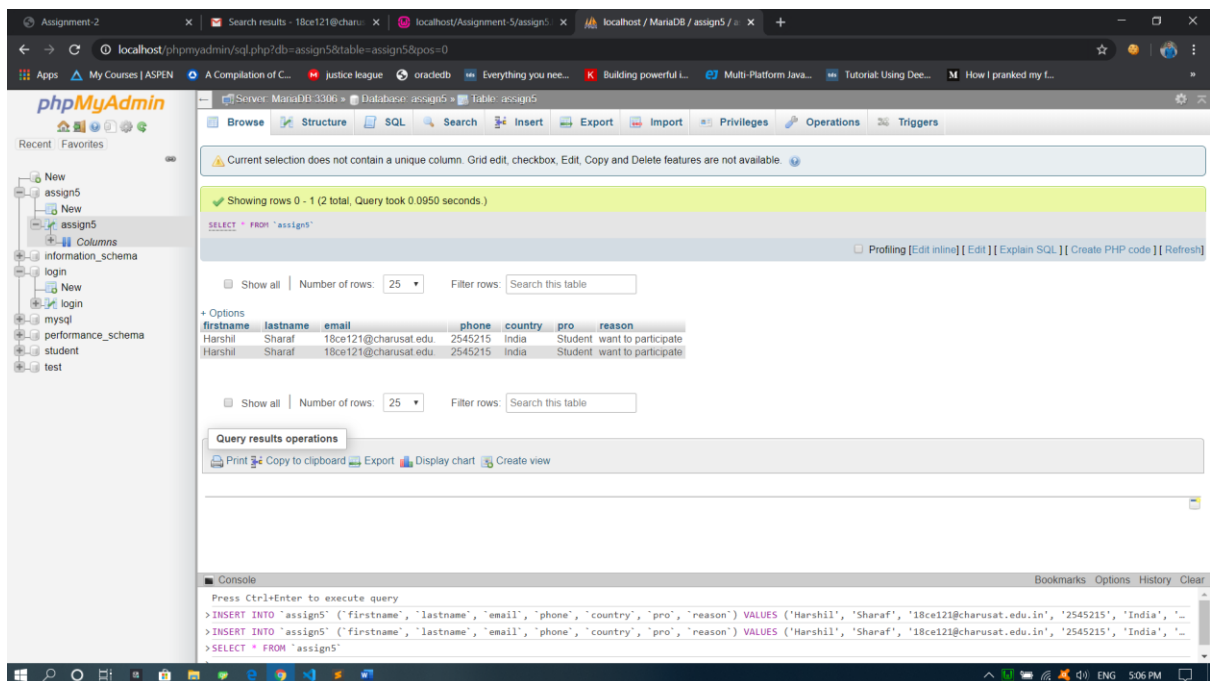 Assignment-2
Search results - 18ce121@charus
localhost/Assignment-5/assign5.
localhost / MariaDB / assign5 / a
localhost/phpmyadmin/sql.php?db=assign5&table=assign5&pos=0
Apps My Courses | ASPEN A Compilation of C... justice league oracledb Everything you nee... Building powerful i... Multi-Platform Java... Tutorial: Using Dee... How I pranked my f... »
phpMyAdmin
Recent Favorites
New
assign5
New
assign5
Columns
information_schema
login
New
login
mysql
performance_schema
student
test
Server: MariaDB:3306 » Database: assign5 » Table: assign5
Browse Structure SQL Search Insert Export Import Privileges Operations Triggers
Current selection does not contain a unique column. Grid edit, checkbox, Edit, Copy and Delete features are not available.
Showing rows 0 - 1 (2 total, Query took 0.0950 seconds.)
SELECT * FROM `assign5`
Profiling [Edit inline] [ Edit ] [ Explain SQL ] [ Create PHP code ] [ Refresh]
Show all | Number of rows: 25 Filter rows: Search this table
+ Options
firstname lastname email phone country pro reason
Harshil Sharaf 18ce121@charusat.edu. 2545215 India Student want to participate
Harshil Sharaf 18ce121@charusat.edu. 2545215 India Student want to participate
Show all | Number of rows: 25 Filter rows: Search this table
Query results operations
Print Copy to clipboard Export Display chart Create view
Console Bookmarks Options History Clear
Press Ctrl+Enter to execute query
>INSERT INTO `assign5` (`firstname`, `lastname`, `email`, `phone`, `country`, `pro`, `reason`) VALUES ('Harshil', 'Sharaf', '18ce121@charusat.edu.in', '2545215', 'India', '…
>INSERT INTO `assign5` (`firstname`, `lastname`, `email`, `phone`, `country`, `pro`, `reason`) VALUES ('Harshil', 'Sharaf', '18ce121@charusat.edu.in', '2545215', 'India', '…
>SELECT * FROM `assign5`
>
ENG 5:06 PM